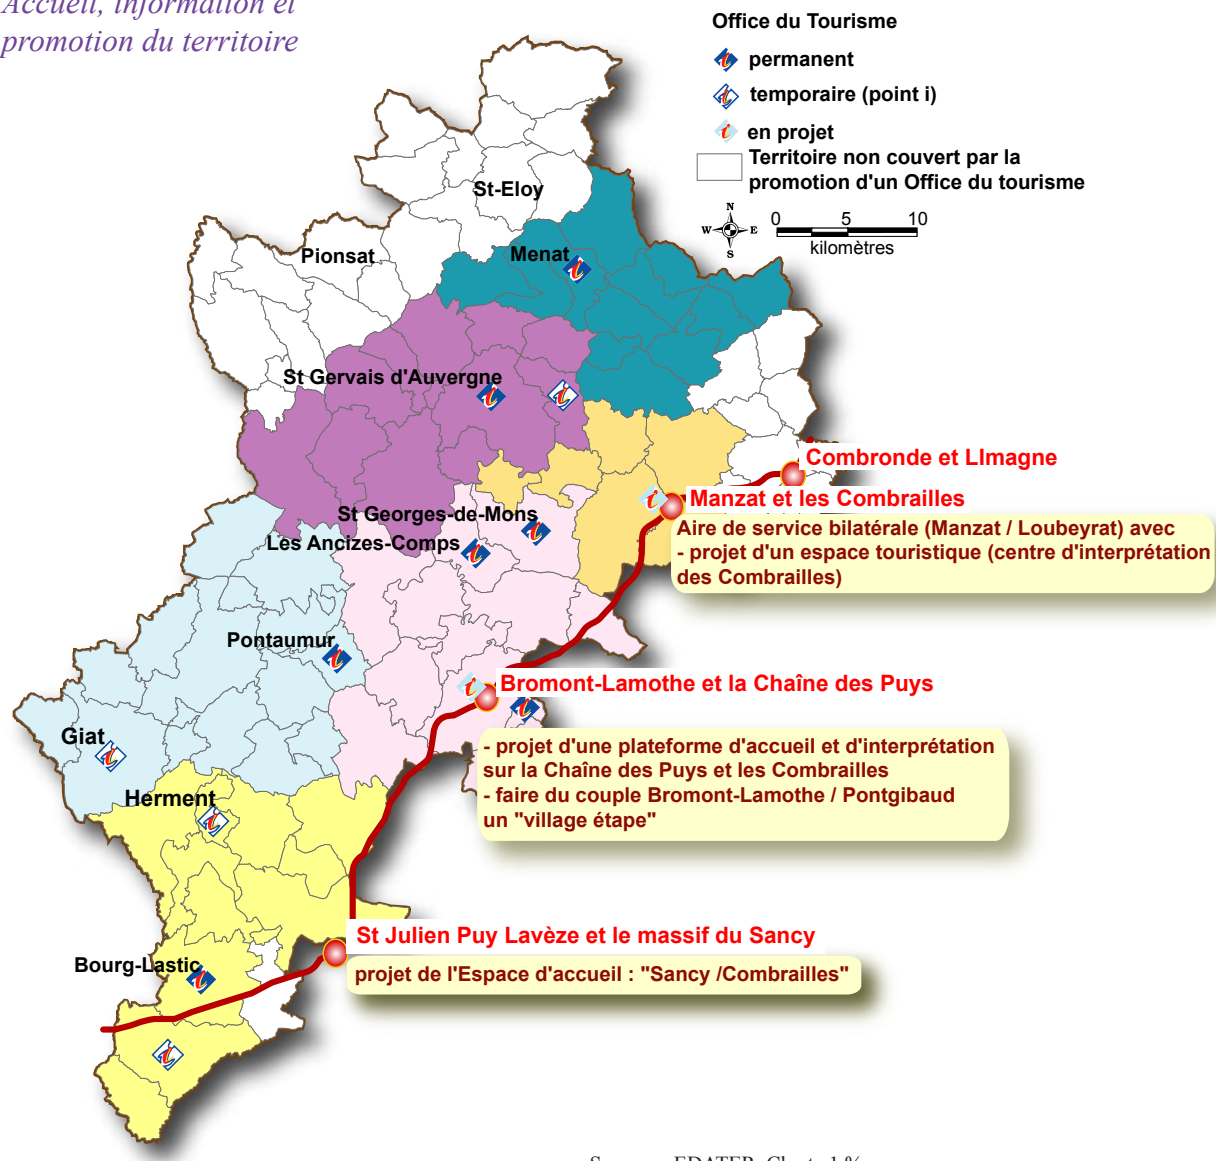 Accueil, information et
promotion du territoire
Office du Tourisme
permanent
temporaire (point i)
en projet
Territoire non couvert par la
promotion d'un Office du tourisme
N
W E
S
0 5 10
kilomètres
St-Eloy
Pionsat
Menat
St Gervais d'Auvergne
Combronde et LImagne
Manzat et les Combrailles
Aire de service bilatérale (Manzat / Loubeyrat) avec
- projet d'un espace touristique (centre d'interprétation
des Combrailles)
St Georges-de-Mons
Les Ancizes-Comps
Pontaumur
Bromont-Lamothe et la Chaîne des Puys
- projet d'une plateforme d'accueil et d'interprétation
sur la Chaîne des Puys et les Combrailles
- faire du couple Bromont-Lamothe / Pontgibaud
un "village étape"
Giat
Herment
St Julien Puy Lavèze et le massif du Sancy
projet de l'Espace d'accueil : "Sancy /Combrailles"
Bourg-Lastic